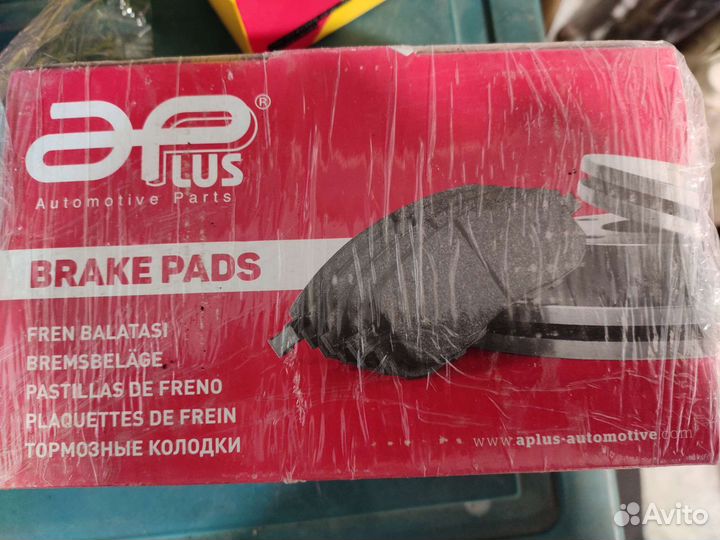 aPLUS®
Automotive Parts
BRAKE PADS
FREN BALATASI
BREMSBELÄGE
PASTILLAS DE FRENO
PLAQUETTES DE FREIN
ТОРМОЗНЫЕ КОЛОДКИ
www.aplus-automotive.com
Avito